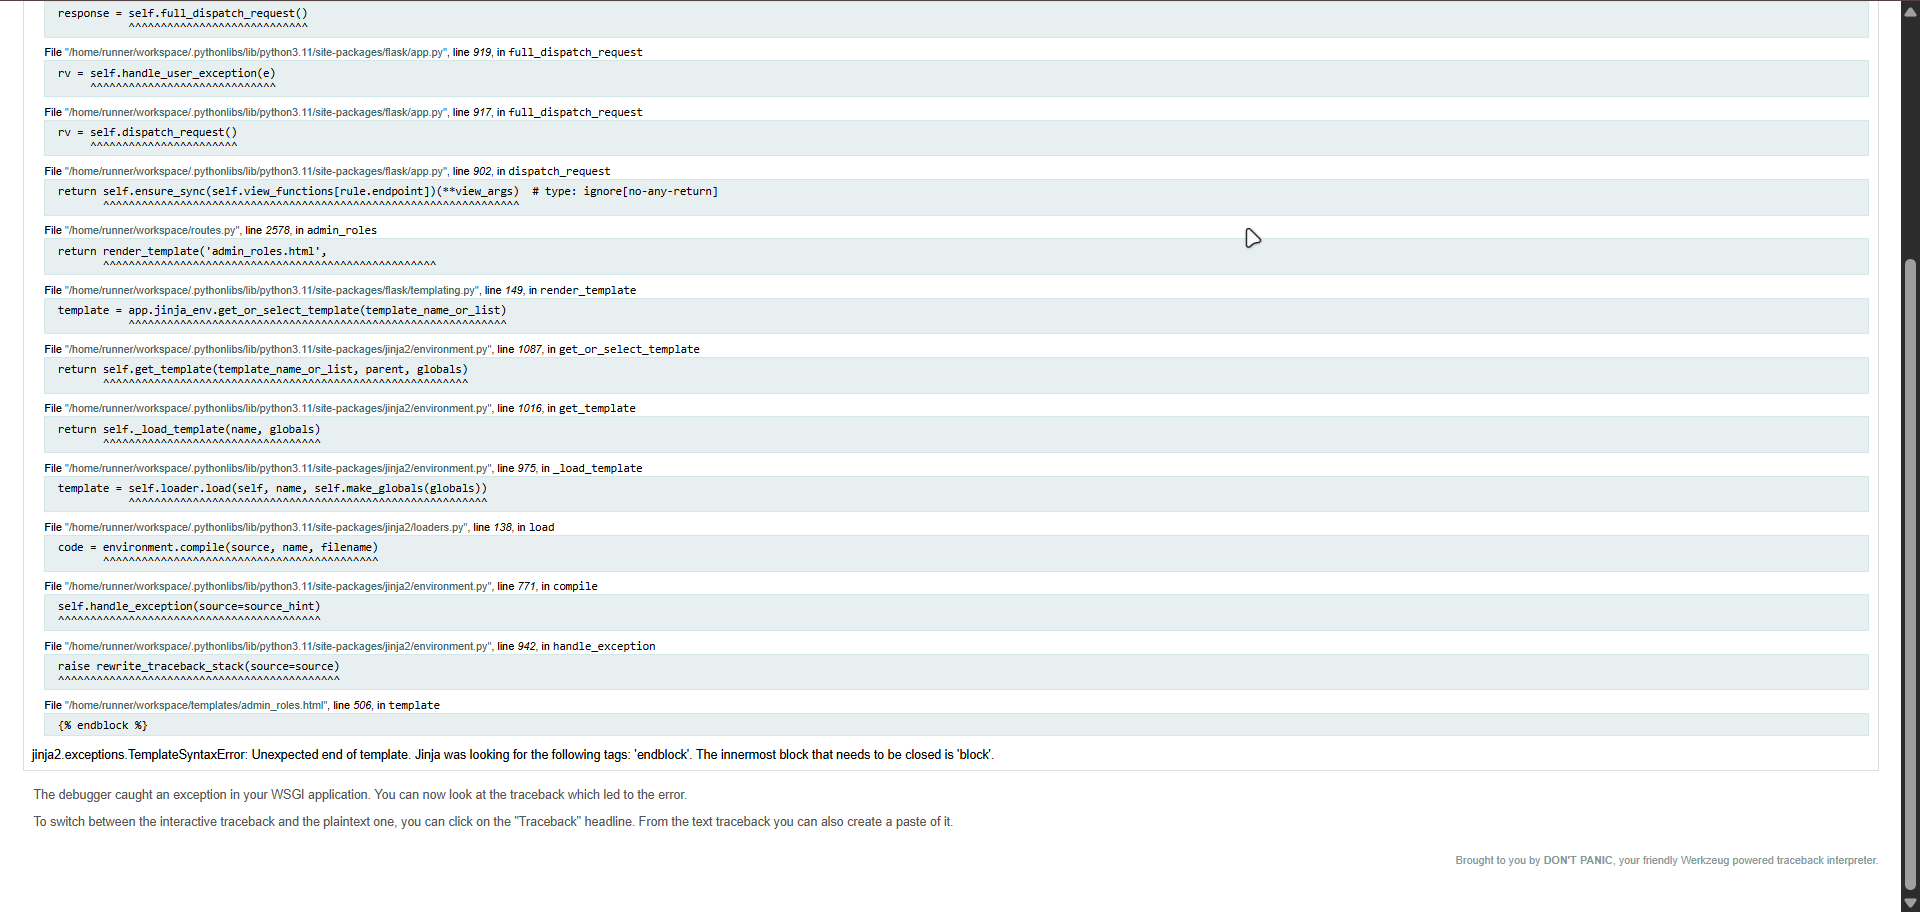 response = self.full_dispatch_request()
^^^^^^^^^^^^^^^^^^^^^^^^^^^^
File "/home/runner/workspace/.pythonlibs/lib/python3.11/site-packages/flask/app.py", line 919, in full_dispatch_request
rv = self.handle_user_exception(e)
^^^^^^^^^^^^^^^^^^^^^^^^^^^^^
File "/home/runner/workspace/.pythonlibs/lib/python3.11/site-packages/flask/app.py", line 917, in full_dispatch_request
rv = self.dispatch_request()
^^^^^^^^^^^^^^^^^^^^^^^
File "/home/runner/workspace/.pythonlibs/lib/python3.11/site-packages/flask/app.py", line 902, in dispatch_request
return self.ensure_sync(self.view_functions[rule.endpoint])(**view_args)  # type: ignore[no-any-return]
^^^^^^^^^^^^^^^^^^^^^^^^^^^^^^^^^^^^^^^^^^^^^^^^^^^^^^^^^^^^^^^^^
File "/home/runner/workspace/routes.py", line 2578, in admin_roles
return render_template('admin_roles.html',
^^^^^^^^^^^^^^^^^^^^^^^^^^^^^^^^^^^^^^^^^^^^^^^^^^^^
File "/home/runner/workspace/.pythonlibs/lib/python3.11/site-packages/flask/templating.py", line 149, in render_template
template = app.jinja_env.get_or_select_template(template_name_or_list)
^^^^^^^^^^^^^^^^^^^^^^^^^^^^^^^^^^^^^^^^^^^^^^^^^^^^^^^^^^^
File "/home/runner/workspace/.pythonlibs/lib/python3.11/site-packages/jinja2/environment.py", line 1087, in get_or_select_template
return self.get_template(template_name_or_list, parent, globals)
^^^^^^^^^^^^^^^^^^^^^^^^^^^^^^^^^^^^^^^^^^^^^^^^^^^^^^^^^
File "/home/runner/workspace/.pythonlibs/lib/python3.11/site-packages/jinja2/environment.py", line 1016, in get_template
return self._load_template(name, globals)
^^^^^^^^^^^^^^^^^^^^^^^^^^^^^^^^^^
File "/home/runner/workspace/.pythonlibs/lib/python3.11/site-packages/jinja2/environment.py", line 975, in _load_template
template = self.loader.load(self, name, self.make_globals(globals))
^^^^^^^^^^^^^^^^^^^^^^^^^^^^^^^^^^^^^^^^^^^^^^^^^^^^^^^^
File "/home/runner/workspace/.pythonlibs/lib/python3.11/site-packages/jinja2/loaders.py", line 138, in load
code = environment.compile(source, name, filename)
^^^^^^^^^^^^^^^^^^^^^^^^^^^^^^^^^^^^^^^^^^^
File "/home/runner/workspace/.pythonlibs/lib/python3.11/site-packages/jinja2/environment.py", line 771, in compile
self.handle_exception(source=source_hint)
^^^^^^^^^^^^^^^^^^^^^^^^^^^^^^^^^^^^^^^^^
File "/home/runner/workspace/.pythonlibs/lib/python3.11/site-packages/jinja2/environment.py", line 942, in handle_exception
raise rewrite_traceback_stack(source=source)
^^^^^^^^^^^^^^^^^^^^^^^^^^^^^^^^^^^^^^^^^^^^
File "/home/runner/workspace/templates/admin_roles.html", line 506, in template
{% endblock %}
jinja2.exceptions.TemplateSyntaxError: Unexpected end of template. Jinja was looking for the following tags: 'endblock'. The innermost block that needs to be closed is 'block'.
The debugger caught an exception in your WSGI application. You can now look at the traceback which led to the error.
To switch between the interactive traceback and the plaintext one, you can click on the "Traceback" headline. From the text traceback you can also create a paste of it.
Brought to you by DON'T PANIC, your friendly Werkzeug powered traceback interpreter.